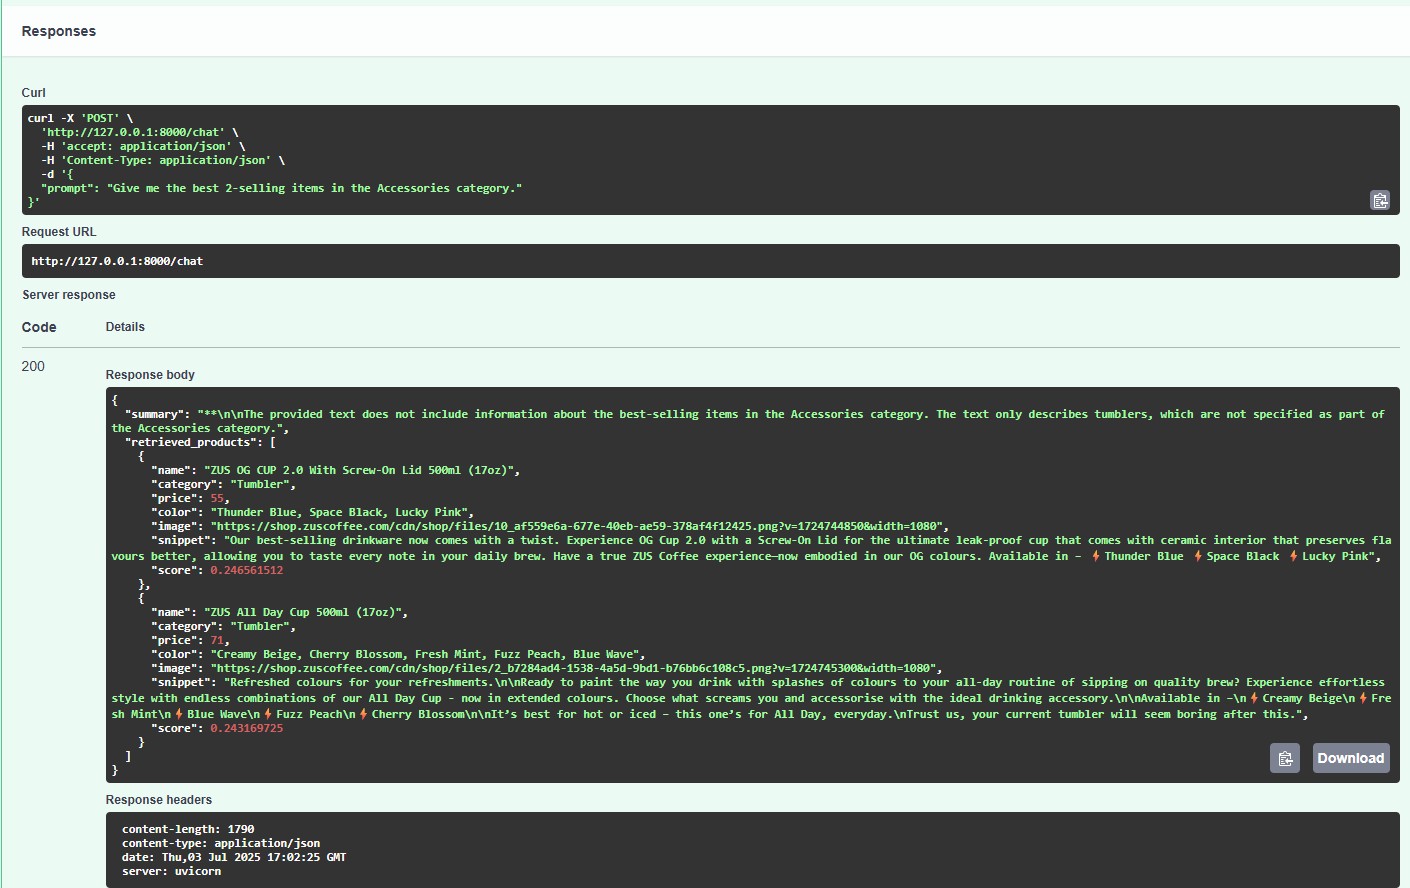 Responses
Curl
curl -X 'POST' \
  'http://127.0.0.1:8000/chat' \
  -H 'accept: application/json' \
  -H 'Content-Type: application/json' \
  -d '{
  "prompt": "Give me the best 2-selling items in the Accessories category."
}'
Request URL
http://127.0.0.1:8000/chat
Server response
Code Details
200
Response body
{
  "summary": "**\n\nThe provided text does not include information about the best-selling items in the Accessories category. The text only describes tumblers, which are not specified as part of
the Accessories category.",
  "retrieved_products": [
    {
      "name": "ZUS OG CUP 2.0 With Screw-On Lid 500ml (17oz)",
      "category": "Tumbler",
      "price": 55,
      "color": "Thunder Blue, Space Black, Lucky Pink",
      "image": "https://shop.zuscoffee.com/cdn/shop/files/10_af559e6a-677e-40eb-ae59-378af4f12425.png?v=1724744850&width=1080",
      "snippet": "Our best-selling drinkware now comes with a twist. Experience OG Cup 2.0 with a Screw-On Lid for the ultimate leak-proof cup that comes with ceramic interior that preserves fla
vours better, allowing you to taste every note in your daily brew. Have a true ZUS Coffee experience—now embodied in our OG colours. Available in – ⚡Thunder Blue ⚡Space Black ⚡Lucky Pink",
      "score": 0.246561512
    },
    {
      "name": "ZUS All Day Cup 500ml (17oz)",
      "category": "Tumbler",
      "price": 71,
      "color": "Creamy Beige, Cherry Blossom, Fresh Mint, Fuzz Peach, Blue Wave",
      "image": "https://shop.zuscoffee.com/cdn/shop/files/2_b7284ad4-1538-4a5d-9bd1-b76bb6c108c5.png?v=1724745300&width=1080",
      "snippet": "Refreshed colours for your refreshments.\n\nReady to paint the way you drink with splashes of colours to your all-day routine of sipping on quality brew? Experience effortless
style with endless combinations of our All Day Cup - now in extended colours. Choose what screams you and accessorise with the ideal drinking accessory.\n\nAvailable in –\n⚡Creamy Beige\n⚡Fre
sh Mint\n⚡Blue Wave\n⚡Fuzz Peach\n⚡Cherry Blossom\n\nIt’s best for hot or iced – this one’s for All Day, everyday.\nTrust us, your current tumbler will seem boring after this.",
      "score": 0.243169725
    }
  ]
}
Download
Response headers
content-length: 1790
content-type: application/json
date: Thu,03 Jul 2025 17:02:25 GMT
server: uvicorn